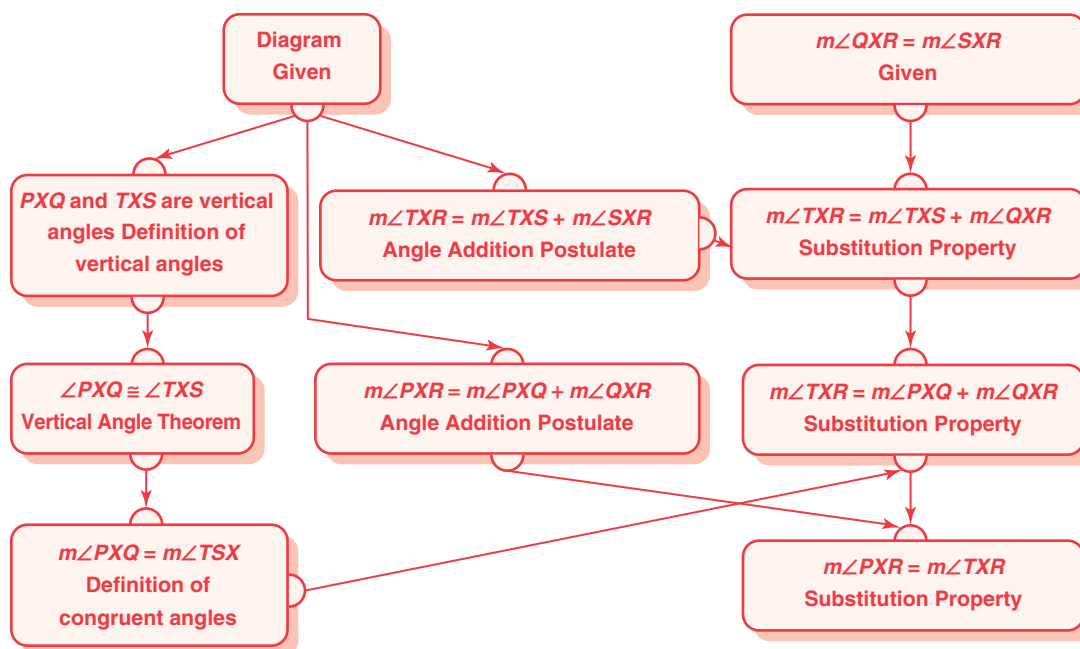 Diagram
Given
m∠QXR = m∠SXR
Given
PXQ and TXS are vertical
angles Definition of
vertical angles
m∠TXR = m∠TXS + m∠SXR
Angle Addition Postulate
m∠TXR = m∠TXS + m∠QXR
Substitution Property
∠PXQ ≅ ∠TXS
Vertical Angle Theorem
m∠PXR = m∠PXQ + m∠QXR
Angle Addition Postulate
m∠TXR = m∠PXQ + m∠QXR
Substitution Property
m∠PXQ = m∠TSX
Definition of
congruent angles
m∠PXR = m∠TXR
Substitution Property